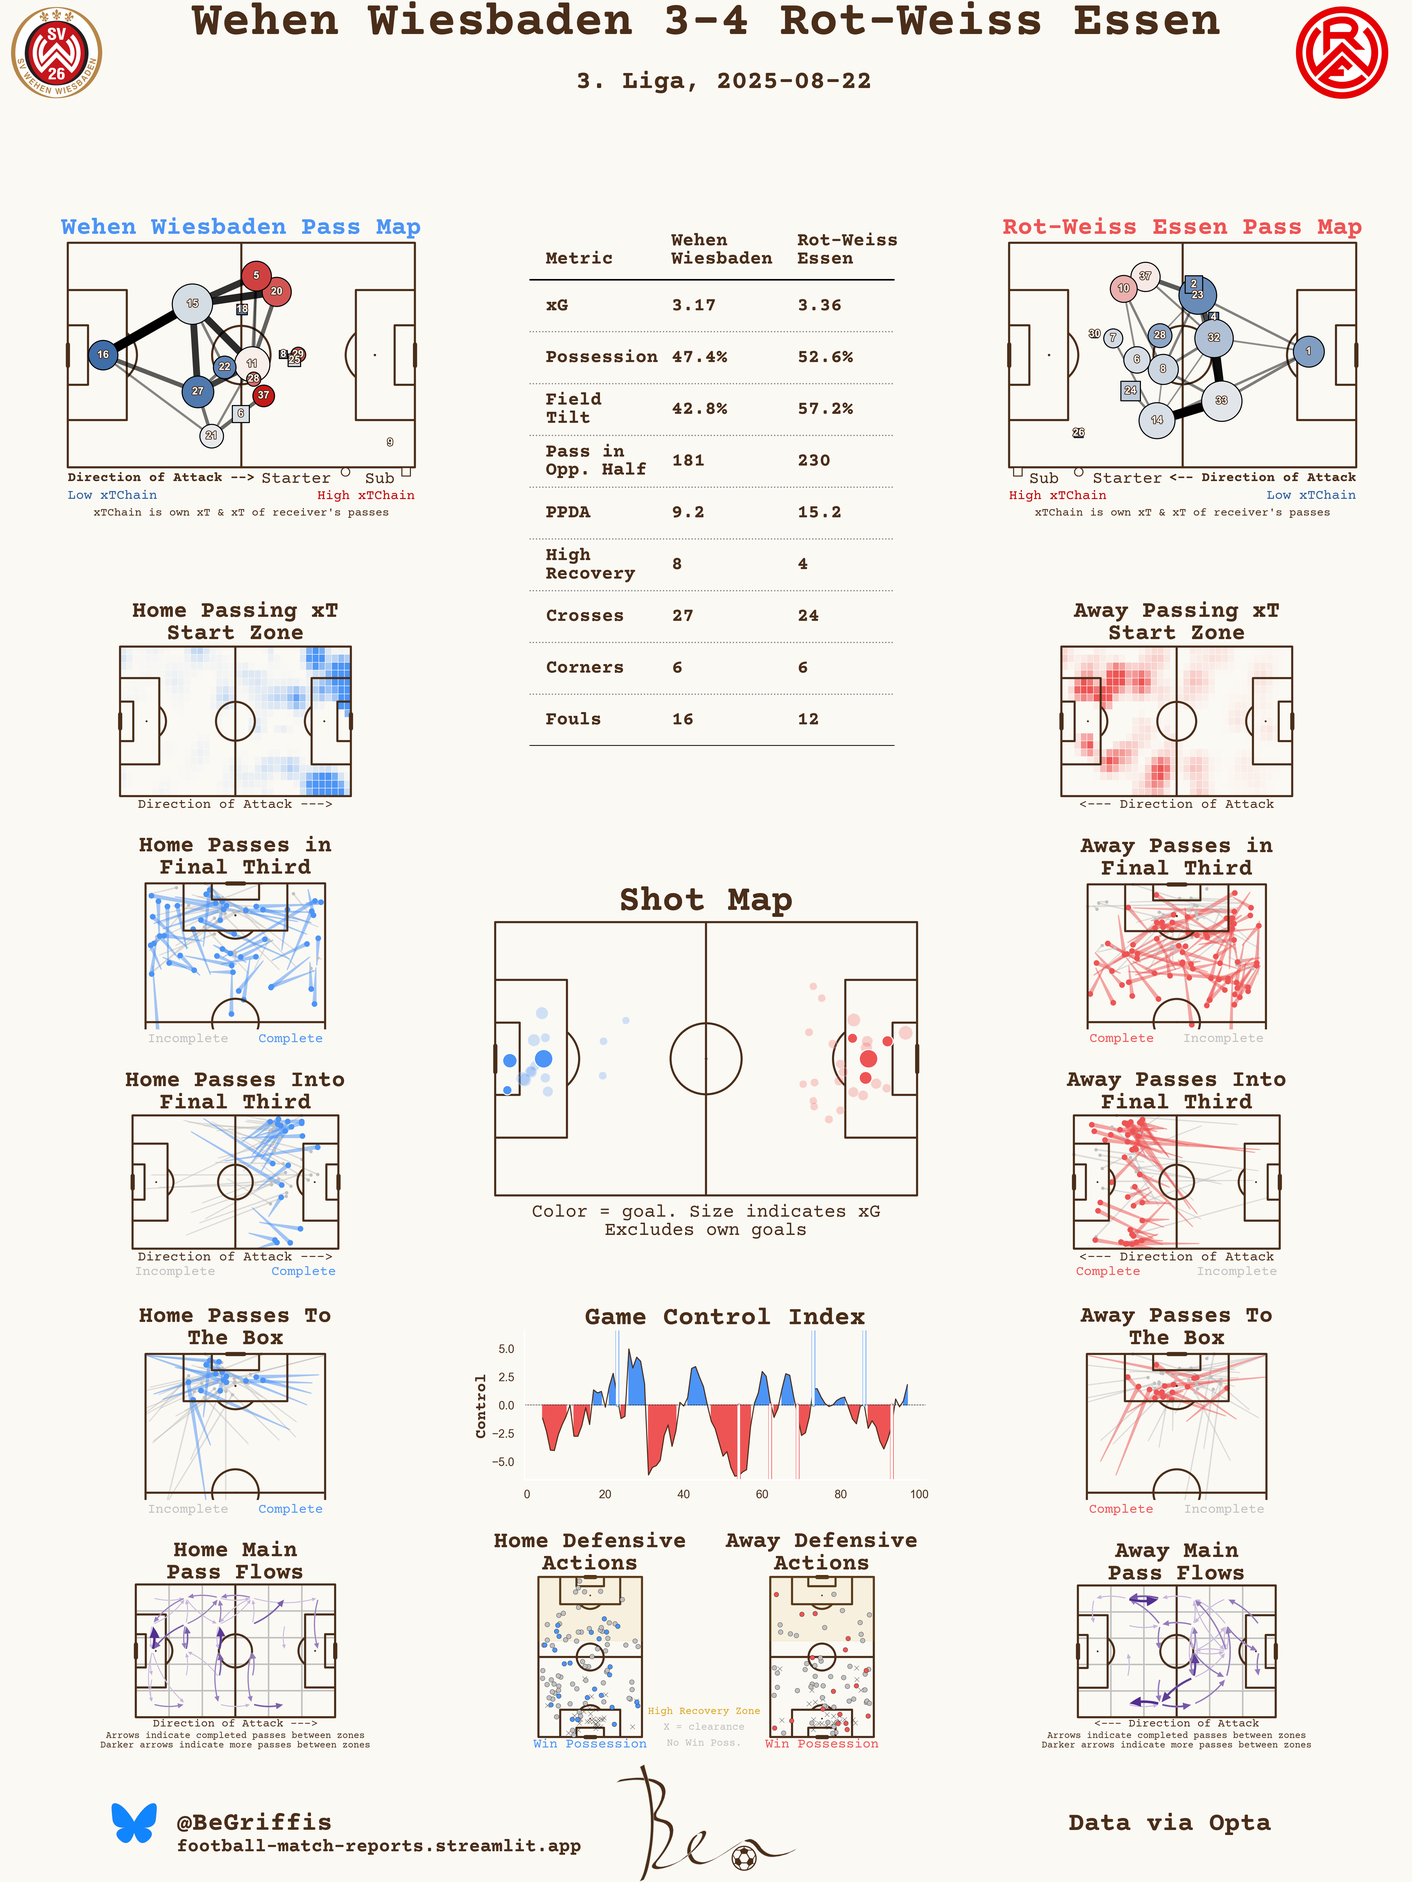 Wehen Wiesbaden 3-4 Rot-Weiss Essen
3. Liga, 2025-08-22
SV
26
SV WEHEN WIESBADEN
RWE
Wehen Wiesbaden Pass Map
5
20
15
18
16
8
29
25
22
11
28
27
37
6
21
9
Direction of Attack --> Starter Sub
Low xTChain High xTChain
xTChain is own xT & xT of receiver's passes
Metric Wehen Wiesbaden Rot-Weiss Essen
xG 3.17 3.36
Possession 47.4% 52.6%
Field Tilt 42.8% 57.2%
Pass in Opp. Half 181 230
PPDA 9.2 15.2
High Recovery 8 4
Crosses 27 24
Corners 6 6
Fouls 16 12
Rot-Weiss Essen Pass Map
37
10
2
23
4
30
7
28
32
1
6
8
24
33
14
26
Sub Starter <-- Direction of Attack
High xTChain Low xTChain
xTChain is own xT & xT of receiver's passes
Home Passing xT
Start Zone
Direction of Attack --->
Away Passing xT
Start Zone
<--- Direction of Attack
Home Passes in
Final Third
Incomplete Complete
Away Passes in
Final Third
Complete Incomplete
Shot Map
Color = goal. Size indicates xG
Excludes own goals
Home Passes Into
Final Third
Direction of Attack --->
Incomplete Complete
Away Passes Into
Final Third
<--- Direction of Attack
Complete Incomplete
Home Passes To
The Box
Incomplete Complete
Game Control Index
Control
5.0
2.5
0.0
−2.5
−5.0
0 20 40 60 80 100
Away Passes To
The Box
Complete Incomplete
Home Main
Pass Flows
Direction of Attack --->
Arrows indicate completed passes between zones
Darker arrows indicate more passes between zones
Home Defensive
Actions
Win Possession
High Recovery Zone
X = clearance
No Win Poss.
Away Defensive
Actions
Win Possession
Away Main
Pass Flows
<--- Direction of Attack
Arrows indicate completed passes between zones
Darker arrows indicate more passes between zones
@BeGriffis
football-match-reports.streamlit.app
Ben
Data via Opta